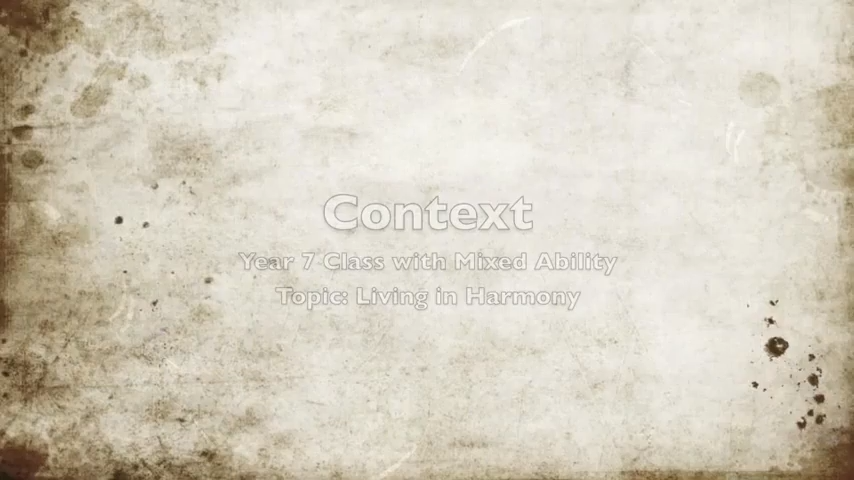 Context
Year 7 Class with Mixed Ability
Topic: Living in Harmony